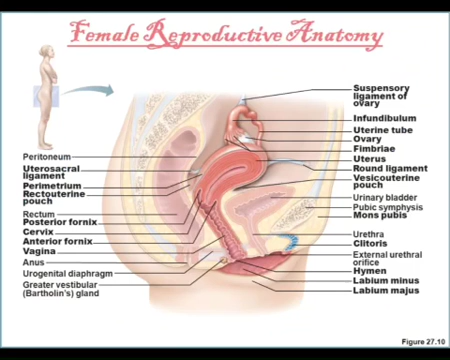 Female Reproductive Anatomy
Suspensory
ligament of
ovary
Infundibulum
Uterine tube
Ovary
Fimbriae
Uterus
Round ligament
Vesicouterine
pouch
Urinary bladder
Pubic symphysis
Mons pubis
Urethra
Clitoris
External urethral
orifice
Hymen
Labium minus
Labium majus
Peritoneum
Uterosacral
ligament
Perimetrium
Rectouterine
pouch
Rectum
Posterior fornix
Cervix
Anterior fornix
Vagina
Anus
Urogenital diaphragm
Greater vestibular
(Bartholin's) gland
Figure 27.10